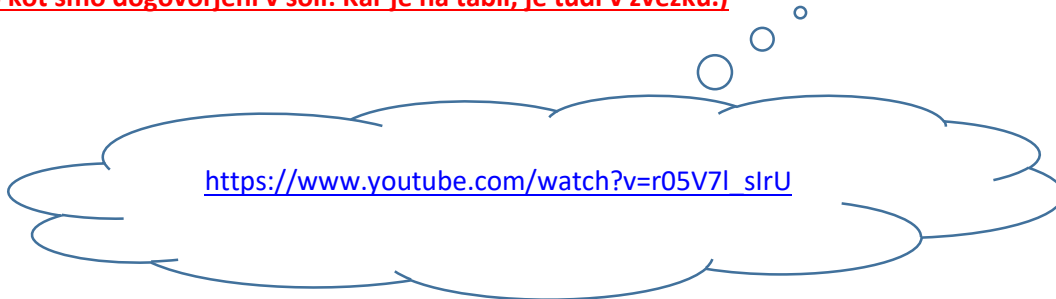 kot smo dogovorjeni v šoli: Kar je na tabli, je tudi v zvezku.)
https://www.youtube.com/watch?v=r05V7l_sIrU